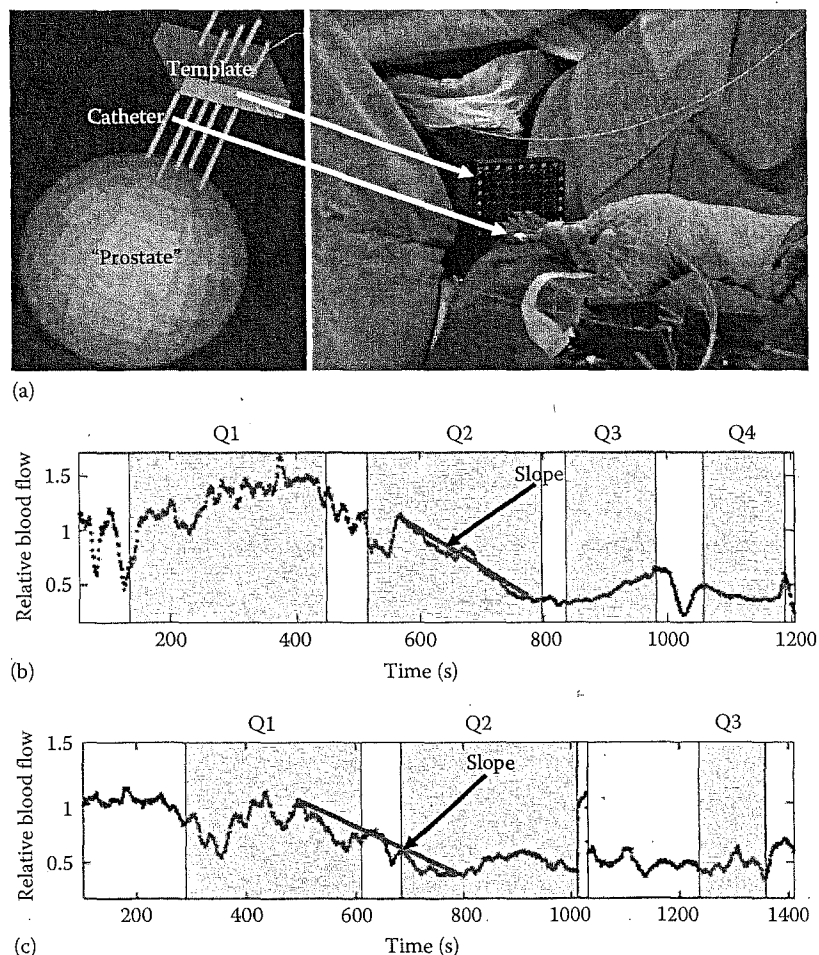 Template
Catheter
"Prostate"
(a)
Q1 Q2 Q3 Q4
Relative blood flow
1.5
1
0.5
Slope
200 400 600 800 1000 1200
Time (s)
(b)
Q1 Q2 Q3
Relative blood flow
1.5
1
0.5
Slope
200 400 600 800 1000 1200 1400
Time (s)
(c)